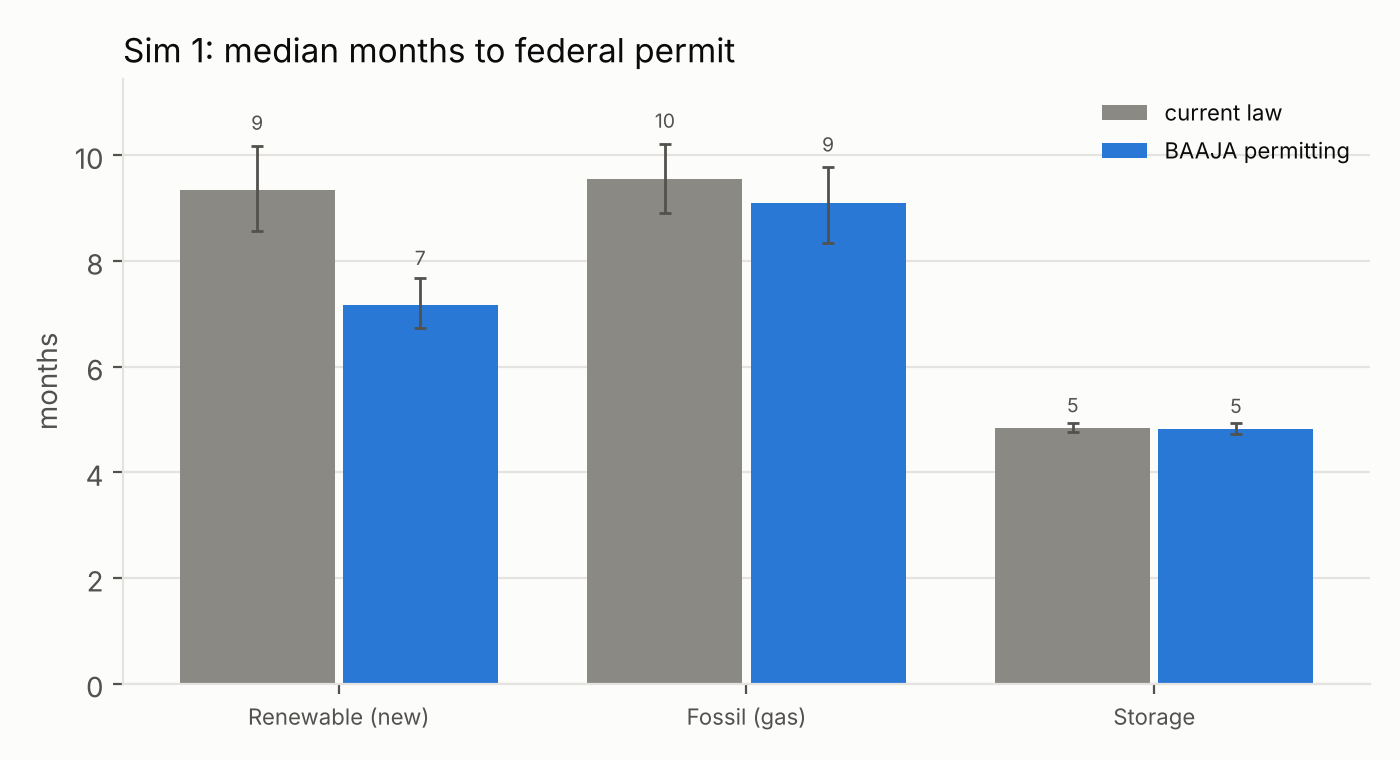 Sim 1: median months to federal permit
current law
BAAJA permitting
9
7
10
9
5
5
months
10
8
6
4
2
0
Renewable (new)
Fossil (gas)
Storage